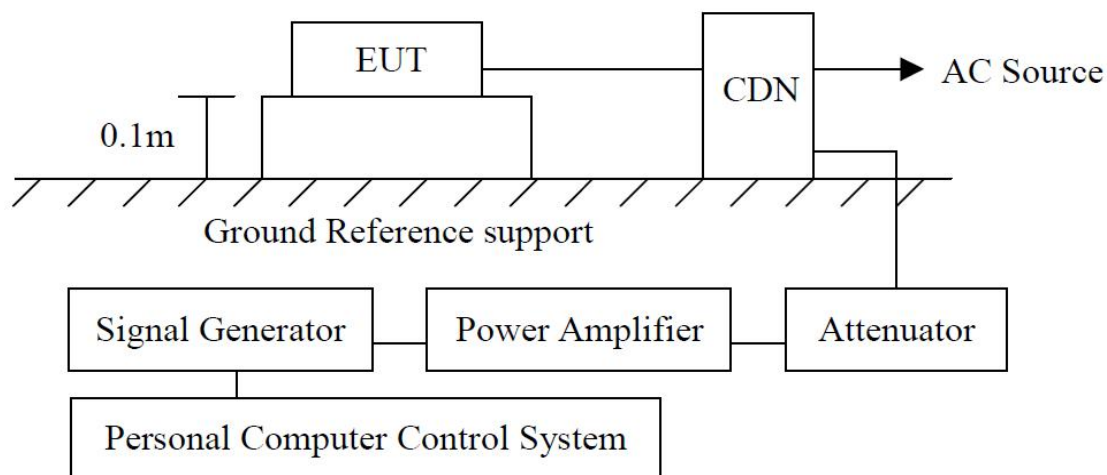 EUT
CDN
AC Source
0.1m
Ground Reference support
Signal Generator
Power Amplifier
Attenuator
Personal Computer Control System